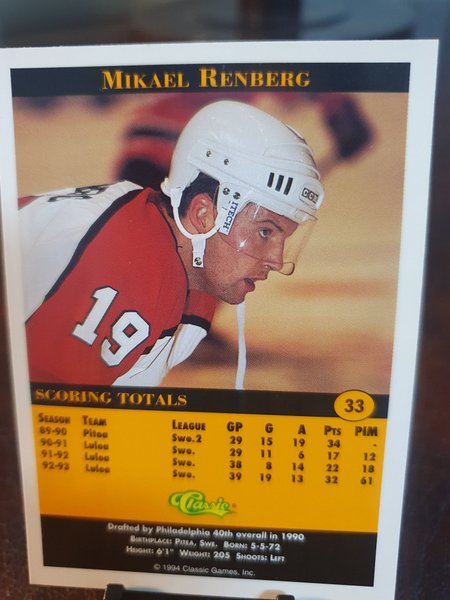 MIKAEL RENBERG
CCM
ITECH
19
SCORING TOTALS 33
SEASON TEAM LEAGUE GP G A PTS PIM
89-90 Pitea Swe.2 29 15 19 34 -
90-91 Lulea Swe. 29 11 6 17 12
91-92 Lulea Swe. 38 8 14 22 18
92-93 Lulea Swe. 39 19 13 32 61
Classic
Drafted by Philadelphia 40th overall in 1990
BIRTHPLACE: PITEA, SWE. BORN: 5-5-72
HEIGHT: 6'1" WEIGHT: 205 SHOOTS: LEFT
© 1994 Classic Games, Inc.